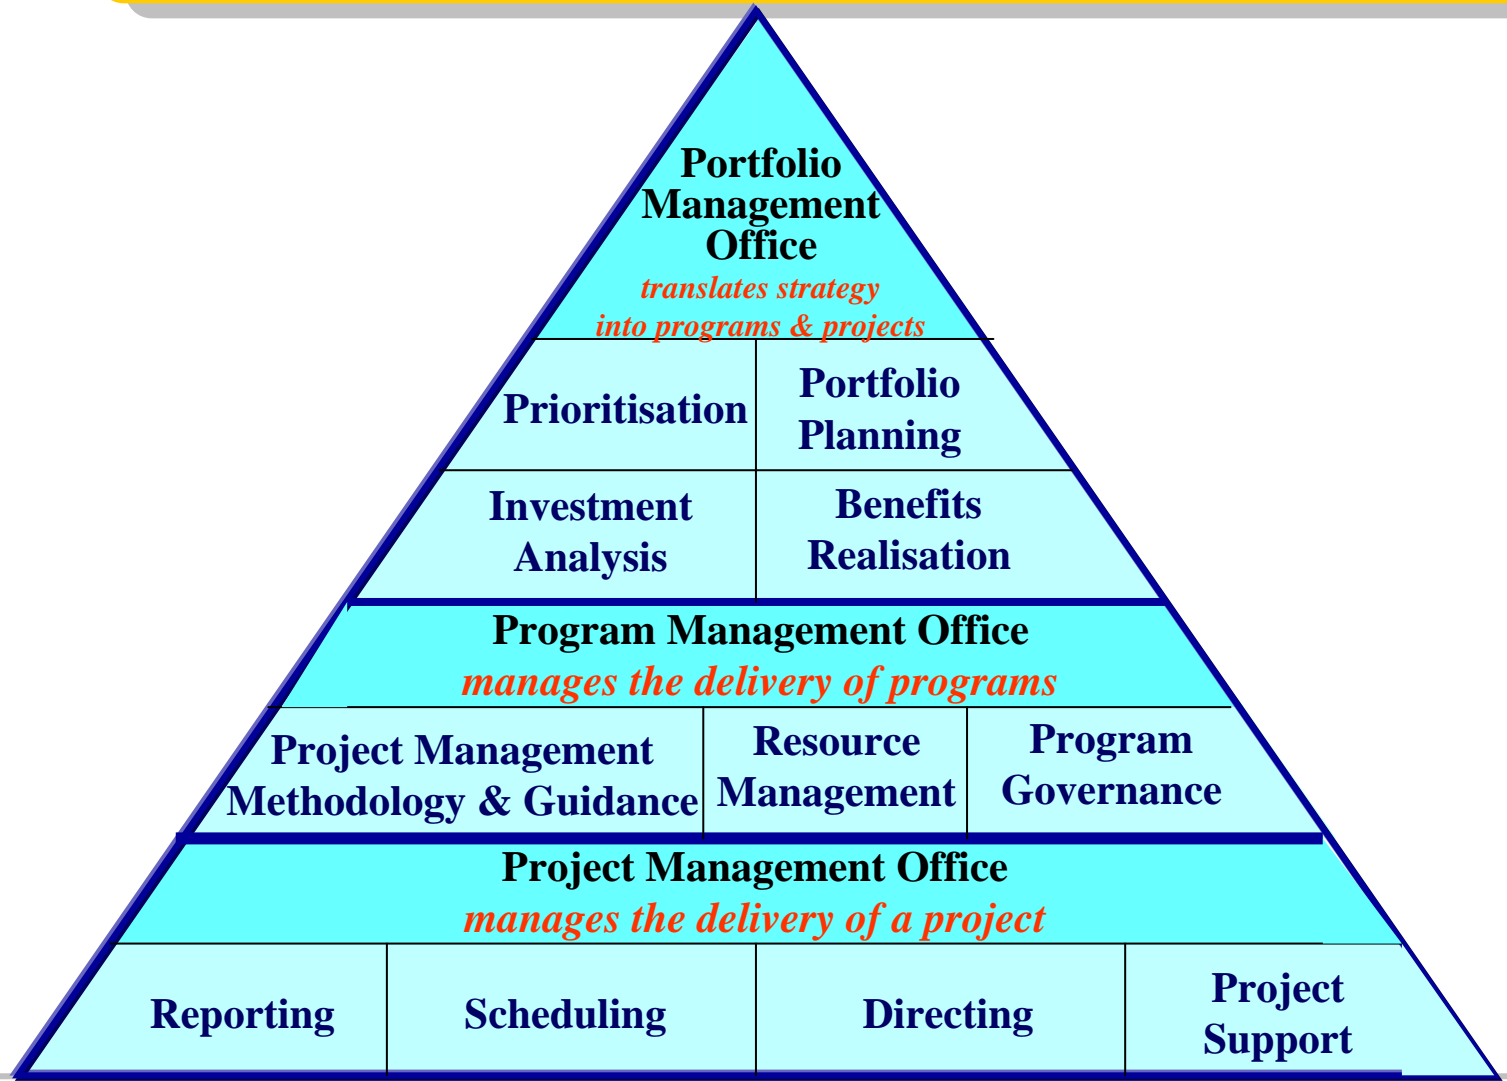 Portfolio
Management
Office
translates strategy
into programs & projects
Prioritisation
Portfolio
Planning
Investment
Analysis
Benefits
Realisation
Program Management Office
manages the delivery of programs
Project Management
Methodology & Guidance
Resource
Management
Program
Governance
Project Management Office
manages the delivery of a project
Reporting
Scheduling
Directing
Project
Support